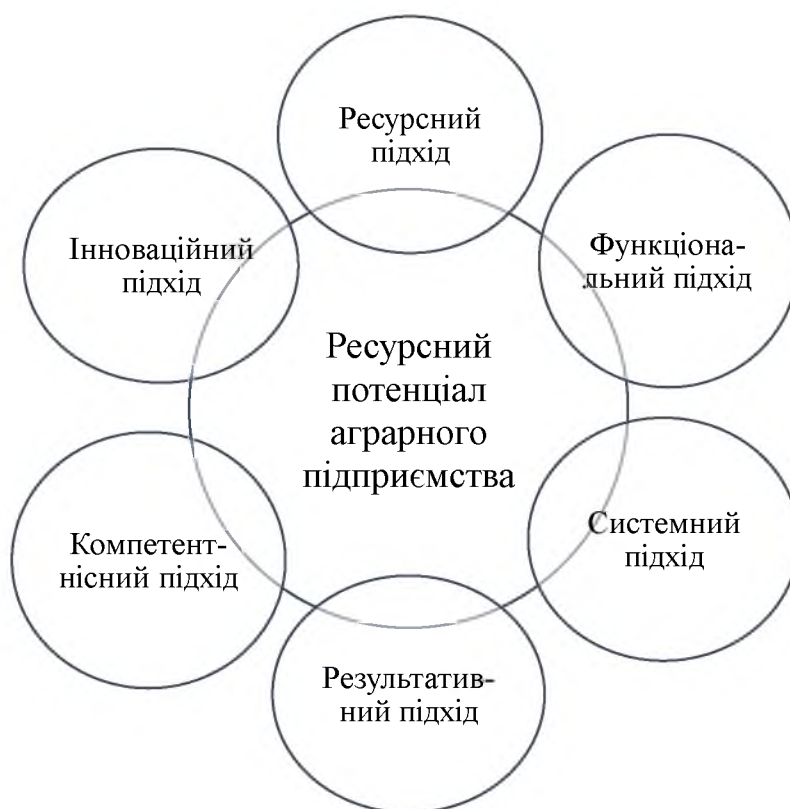 Ресурсний
підхід
Інноваційний
підхід
Функціона-
льний підхід
Ресурсний
потенціал
аграрного
підприємства
Системний
підхід
Компетент-
нісний підхід
Результатив-
ний підхід